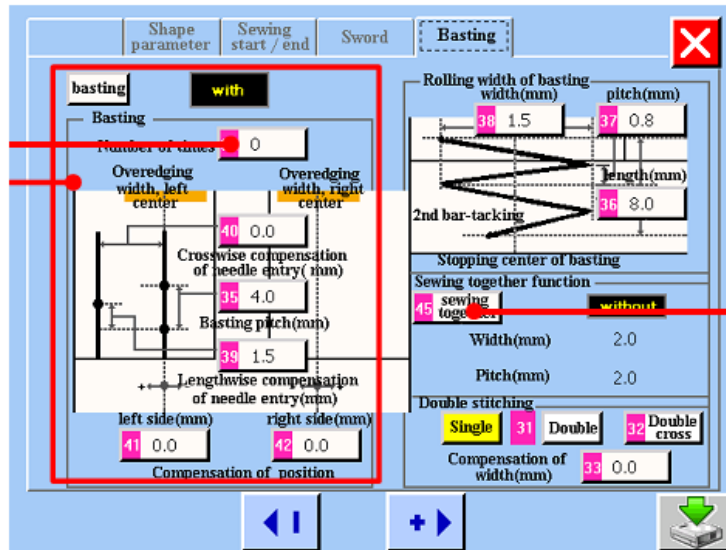 Shape parameter
Sewing start / end
Sword
Basting
basting
with
Basting
Number of times
0
Overedging width, left center
Overedging width, right center
40 0.0
Crosswise compensation of needle entry( mm)
35 4.0
Basting pitch(mm)
39 1.5
Lengthwise compensation of needle entry(mm)
left side(mm)
right side(mm)
41 0.0
42 0.0
Compensation of position
Rolling width of basting
width(mm)
pitch(mm)
38 1.5
37 0.8
length(mm)
36 8.0
2nd bar-tacking
Stopping center of basting
Sewing together function
45 sewing together
without
Width(mm) 2.0
Pitch(mm) 2.0
Double stitching
Single
31 Double
32 Double cross
Compensation of width(mm)
33 0.0